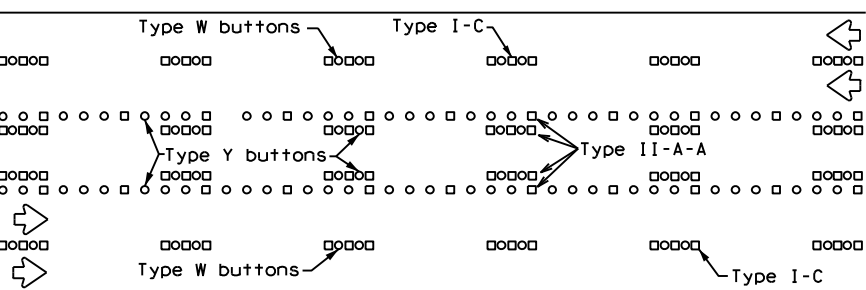 Type W buttons
Type I-C
Type Y buttons
Type II-A-A
Type W buttons
Type I-C